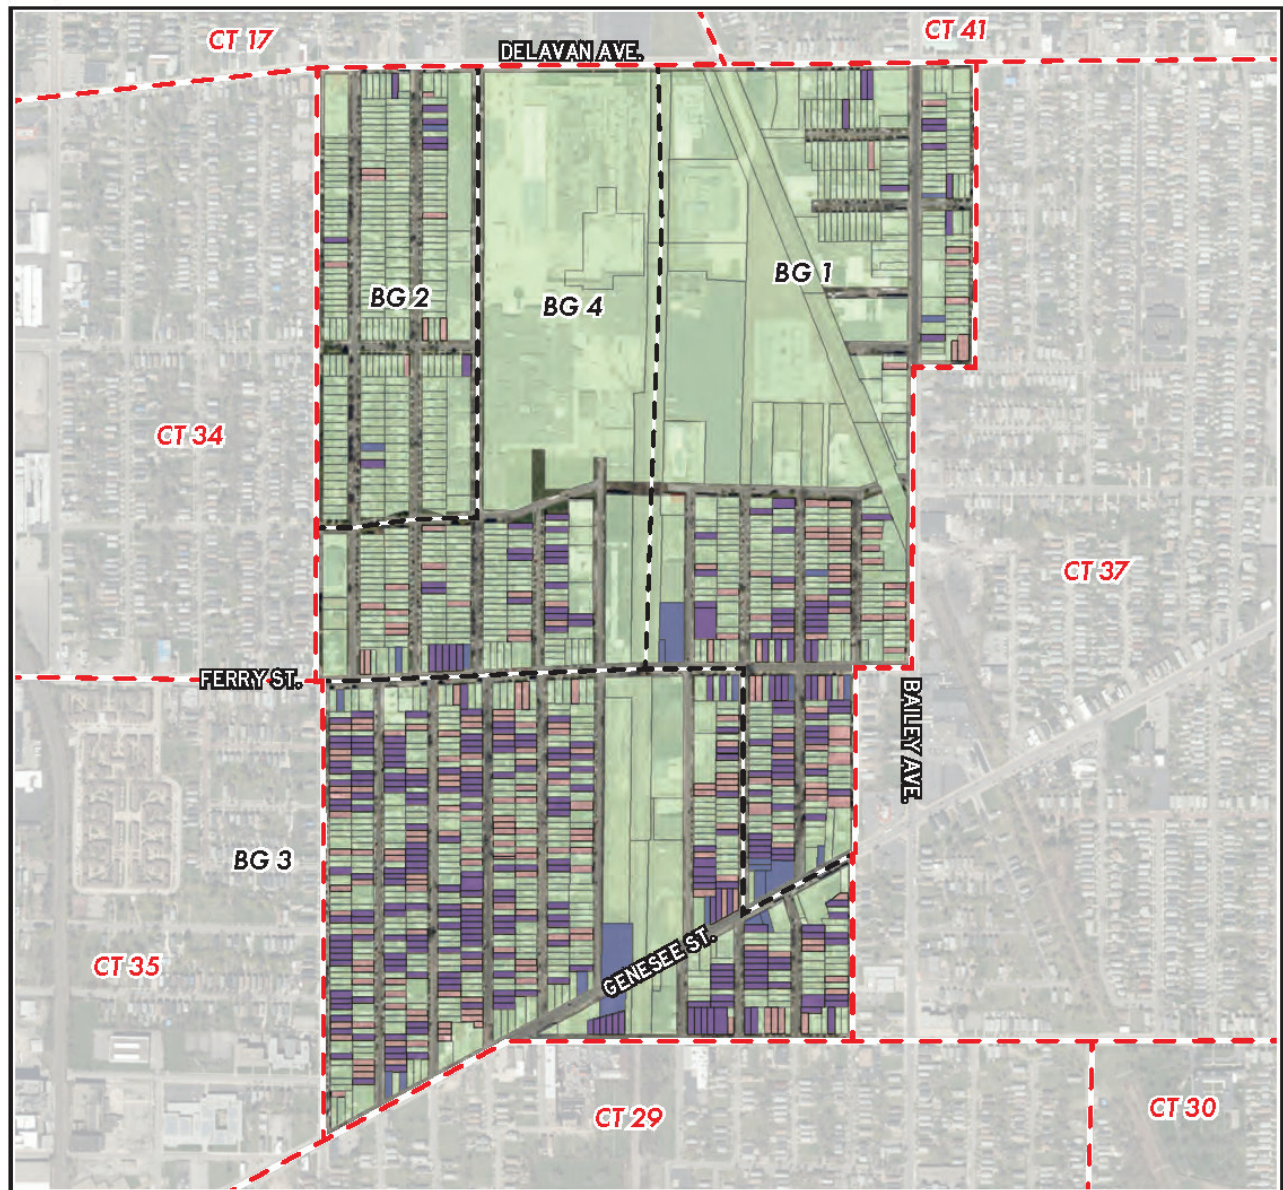 CT 17
CT 41
DELAVAN AVE.
BG 1
BG 2
BG 4
CT 34
CT 37
FERRY ST.
BAILEY AVE.
BG 3
GENESEE ST.
CT 35
CT 29
CT 30